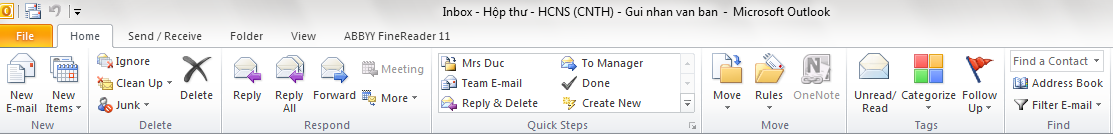 Inbox - Hộp thư - HCNS (CNTH) - Gui nhan van ban - Microsoft Outlook
File Home Send / Receive Folder View ABBYY FineReader 11
New E-mail
New Items
New
Ignore
Clean Up
Junk
Delete
Delete
Reply
Reply All
Forward
Meeting
More
Respond
Mrs Duc
Team E-mail
Reply & Delete
To Manager
Done
Create New
Quick Steps
Move
Rules
OneNote
Move
Unread/ Read
Categorize
Follow Up
Tags
Find a Contact
Address Book
Filter E-mail
Find